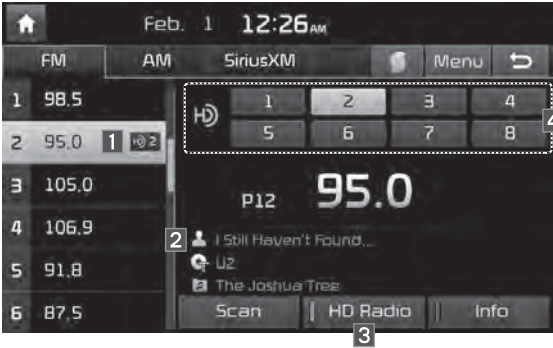 Feb. 1 12:26 AM
FM AM SiriusXM Menu
1 98.5
2 95.0 1 HD 2
3 105.0
4 106.9
5 91.8
6 87.5
HD 1 2 3 4
5 6 7 8
4
P12 95.0
2 I Still Haven't Found...
U2
The Joshua Tree
Scan HD Radio Info
3